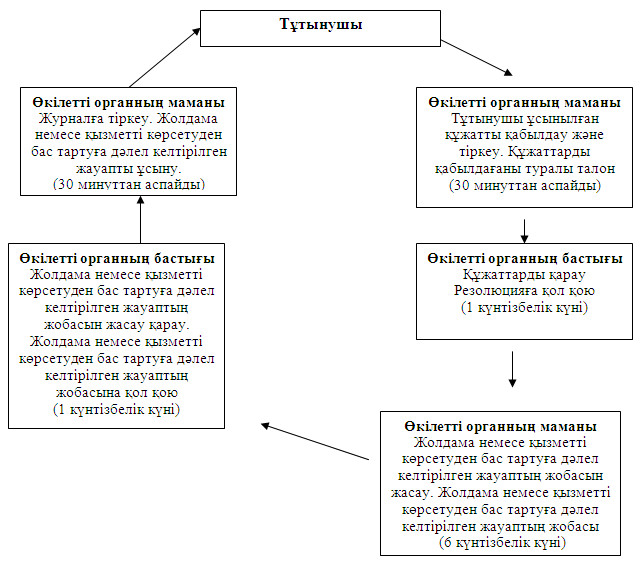 Тұтынушы
Өкілетті органның маманы
Журналға тіркеу. Жолдама
немесе қызметті көрсетуден
бас тартуға дәлел келтірілген
жауапты ұсыну.
(30 минуттан аспайды)
Өкілетті органның маманы
Тұтынушы ұсынылған
құжатты қабылдау және
тіркеу. Құжаттарды
қабылдағаны туралы талон
(30 минуттан аспайды)
Өкілетті органның бастығы
Жолдама немесе қызметті
көрсетуден бас тартуға дәлел
келтірілген жауаптың
жобасын жасау қарау.
Жолдама немесе қызметті
көрсетуден бас тартуға дәлел
келтірілген жауаптың
жобасына қол қою
(1 күнтізбелік күні)
Өкілетті органның бастығы
Құжаттарды қарау
Резолюцияға қол қою
(1 күнтізбелік күні)
Өкілетті органның маманы
Жолдама немесе қызметті
көрсетуден бас тартуға дәлел
келтірілген жауаптың жобасын
жасау. Жолдама немесе қызметті
көрсетуден бас тартуға дәлел
келтірілген жауаптың жобасы
(6 күнтізбелік күні)